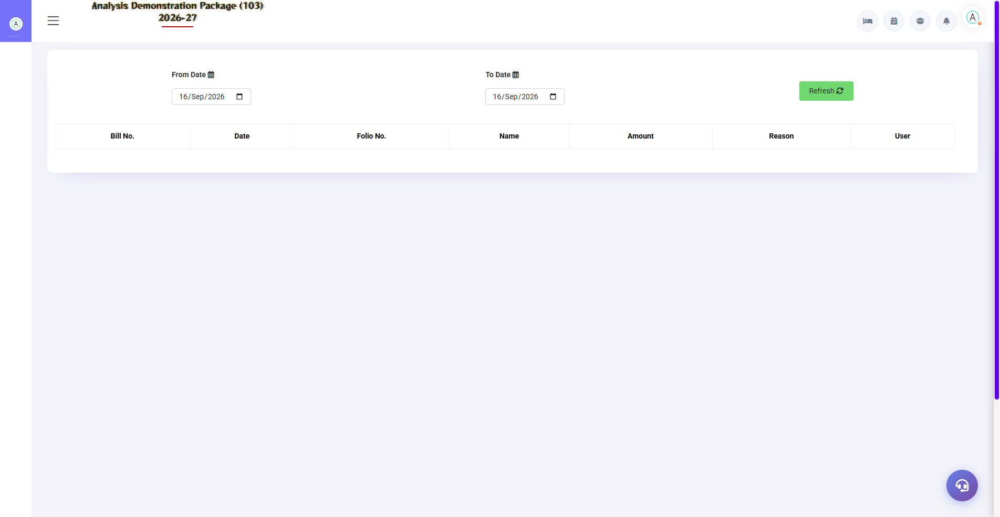 Analysis Demonstration Package (103)
2026-27
A
A
From Date
To Date
16/Sep/2026
16/Sep/2026
Refresh
Bill No. Date Folio No. Name Amount Reason User